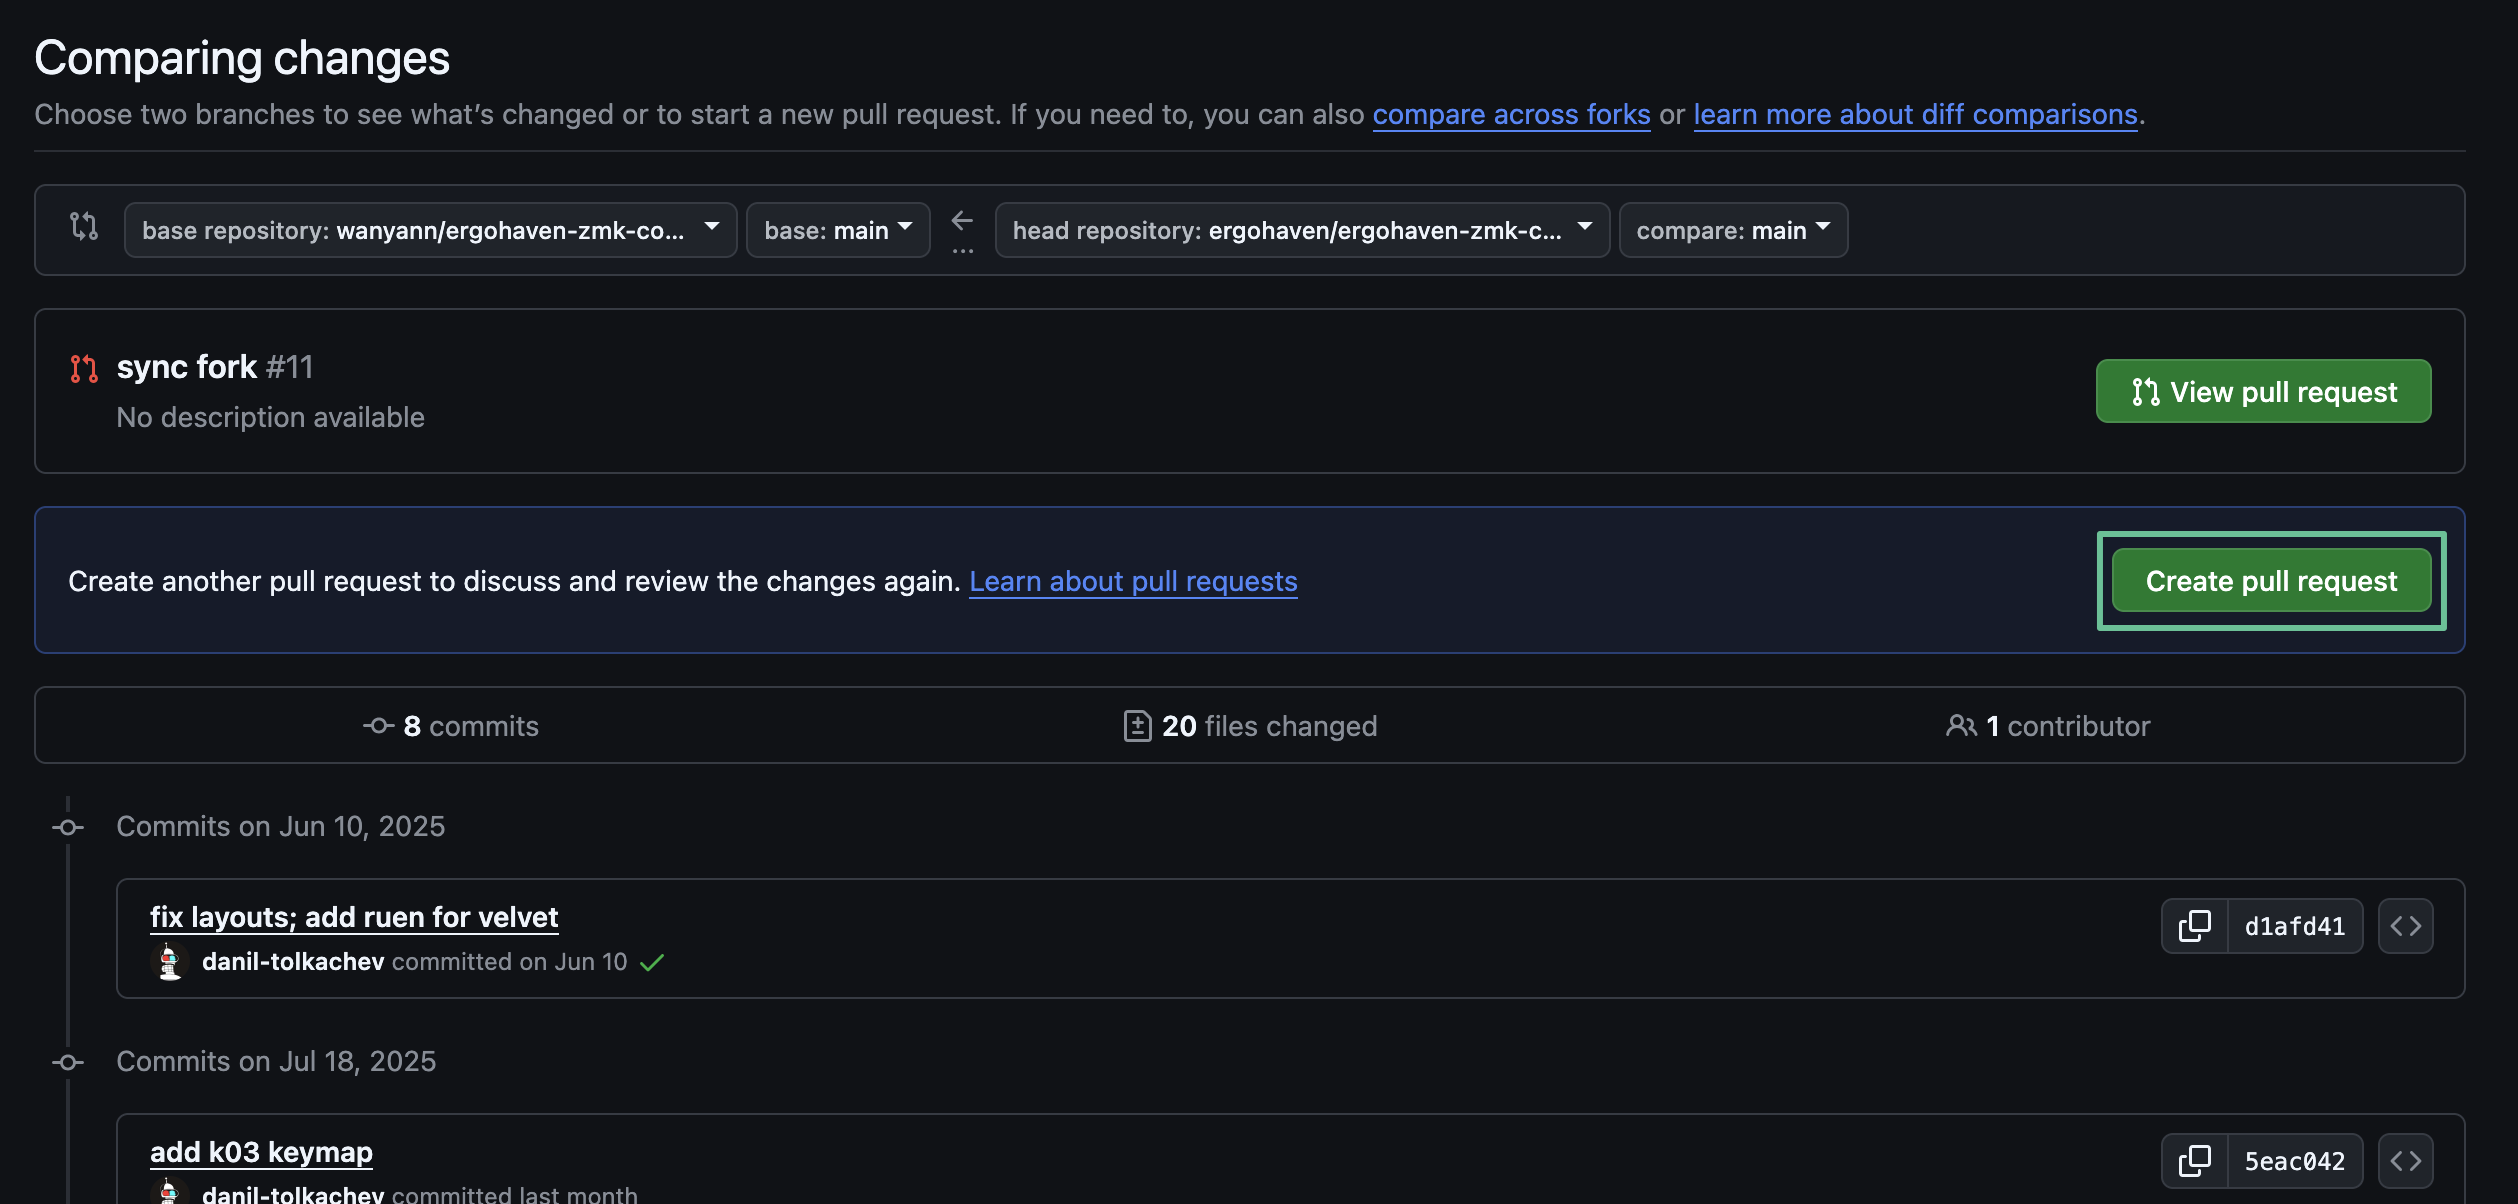 Comparing changes
Choose two branches to see what's changed or to start a new pull request. If you need to, you can also compare across forks or learn more about diff comparisons.
base repository: wanyann/ergohaven-zmk-co... base: main ... head repository: ergohaven/ergohaven-zmk-c... compare: main
sync fork #11
No description available
View pull request
Create another pull request to discuss and review the changes again. Learn about pull requests
Create pull request
8 commits 20 files changed 1 contributor
Commits on Jun 10, 2025
fix layouts; add ruen for velvet
danil-tolkachev committed on Jun 10
d1afd41
Commits on Jul 18, 2025
add k03 keymap
danil-tolkachev committed last month
5eac042